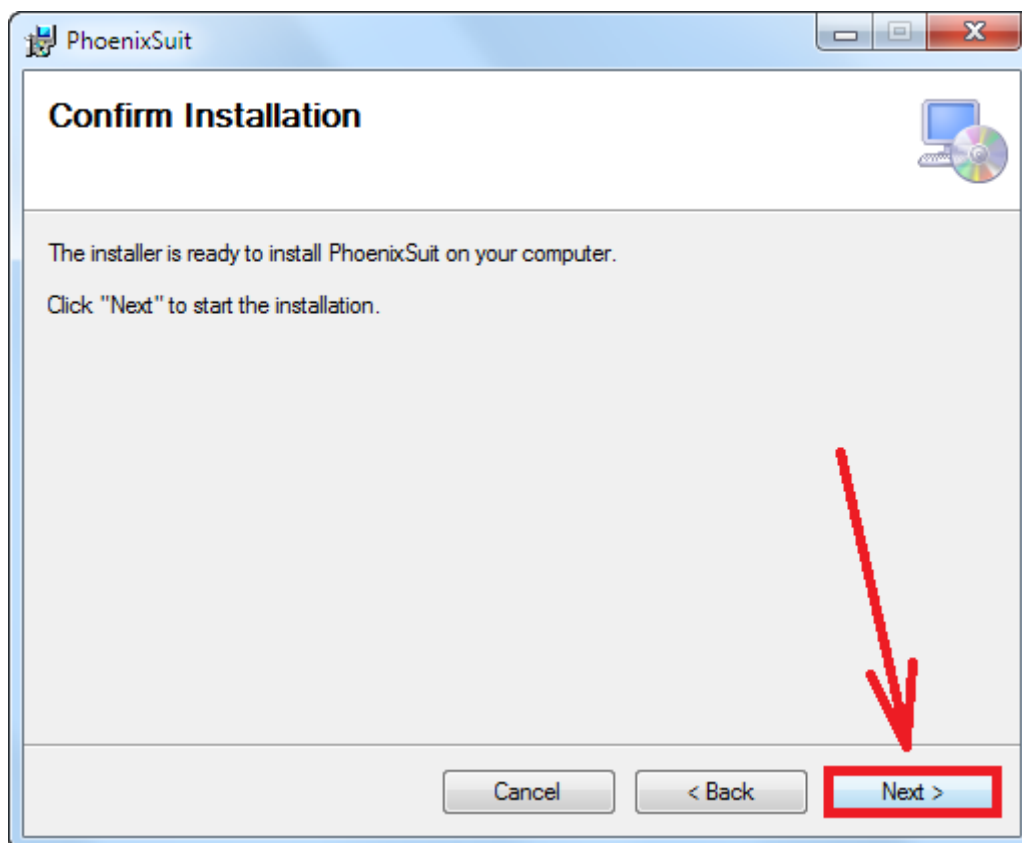 PhoenixSuit
Confirm Installation
The installer is ready to install PhoenixSuit on your computer.
Click "Next" to start the installation.
Cancel
< Back
Next >